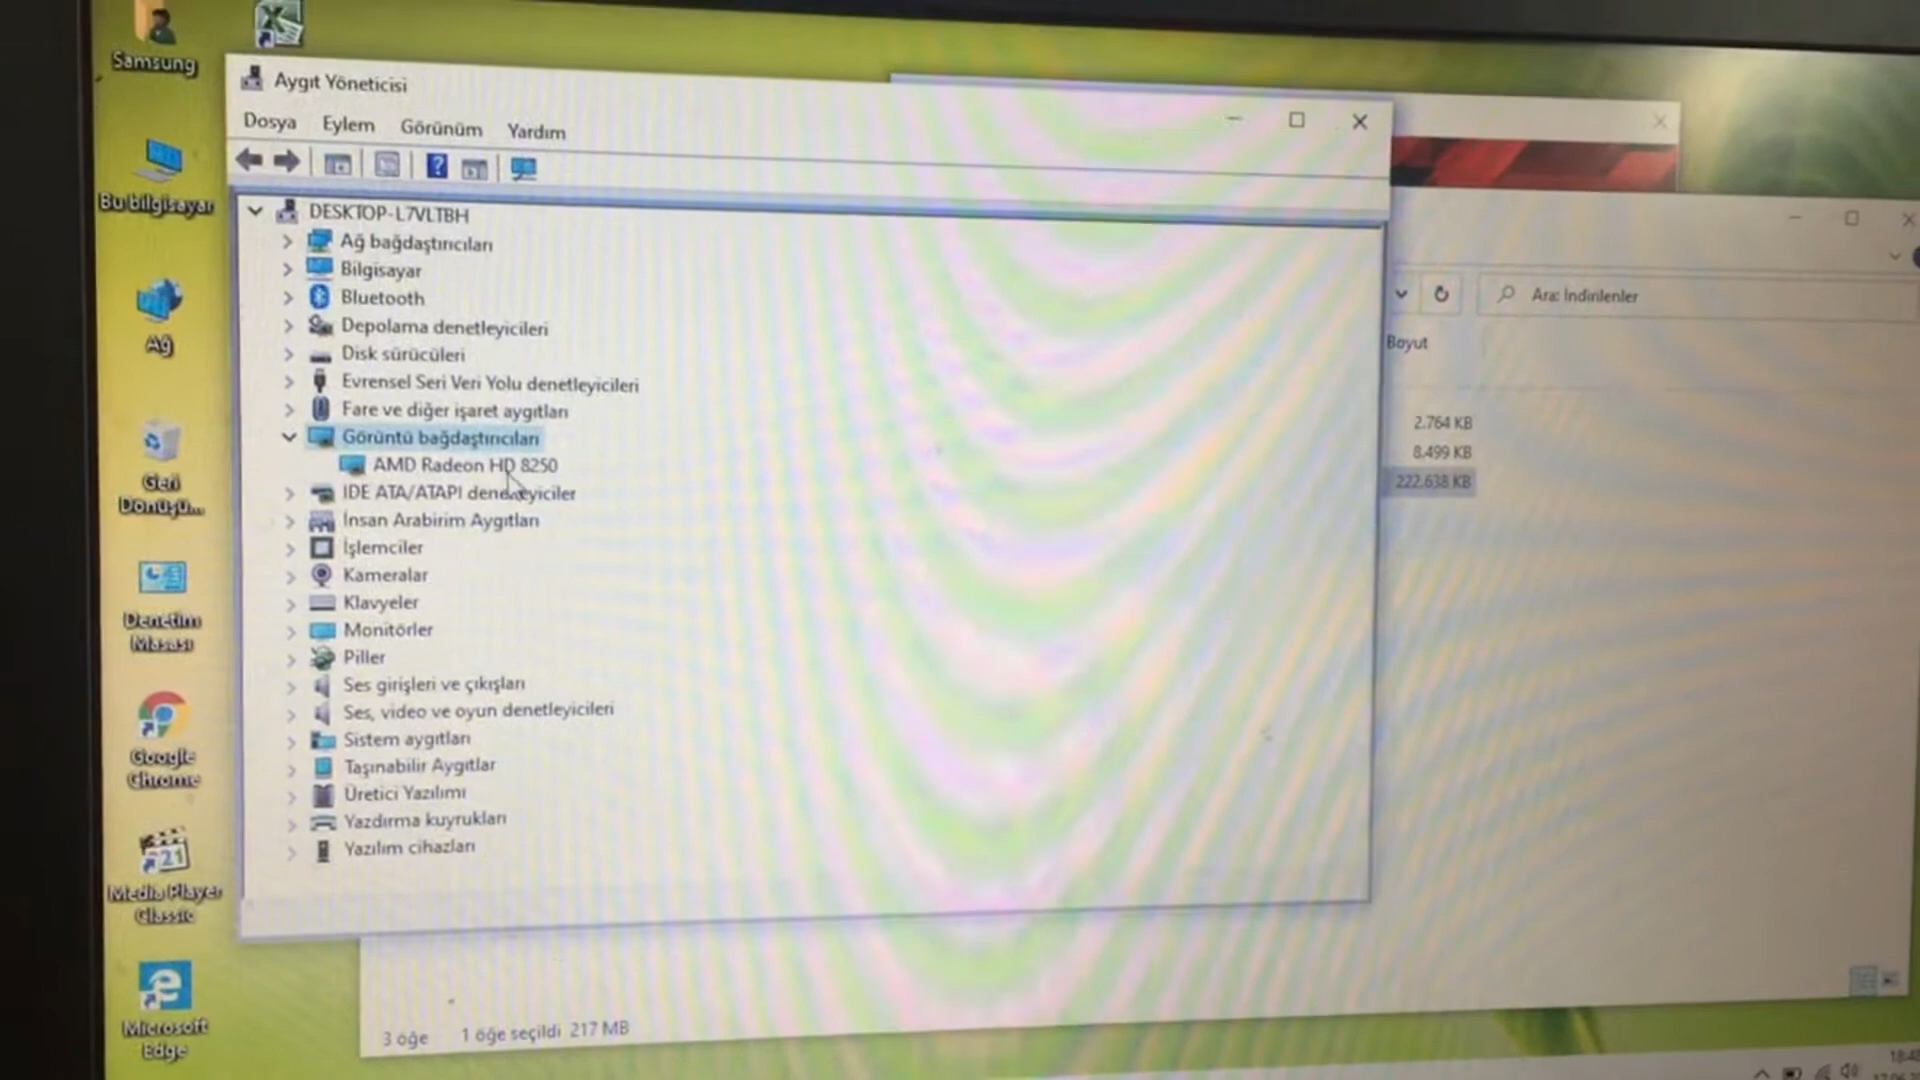 Samsung
Bu bilgisayar
Ağ
Geri
Dönüşü...
Denetim
Masası
Google
Chrome
Media Player
Classic
Microsoft
Edge
Aygıt Yöneticisi
Dosya Eylem Görünüm Yardım
DESKTOP-L7VLTBH
Ağ bağdaştırıcıları
Bilgisayar
Bluetooth
Depolama denetleyicileri
Disk sürücüleri
Evrensel Seri Veri Yolu denetleyicileri
Fare ve diğer işaret aygıtları
Görüntü bağdaştırıcıları
AMD Radeon HD 8250
IDE ATA/ATAPI denetleyiciler
İnsan Arabirim Aygıtları
İşlemciler
Kameralar
Klavyeler
Monitörler
Piller
Ses girişleri ve çıkışları
Ses, video ve oyun denetleyicileri
Sistem aygıtları
Taşınabilir Aygıtlar
Üretici Yazılımı
Yazdırma kuyrukları
Yazılım cihazları
Ara: İndirilenler
Boyut
2.764 KB
8.499 KB
222.638 KB
3 öğe 1 öğe seçildi 217 MB